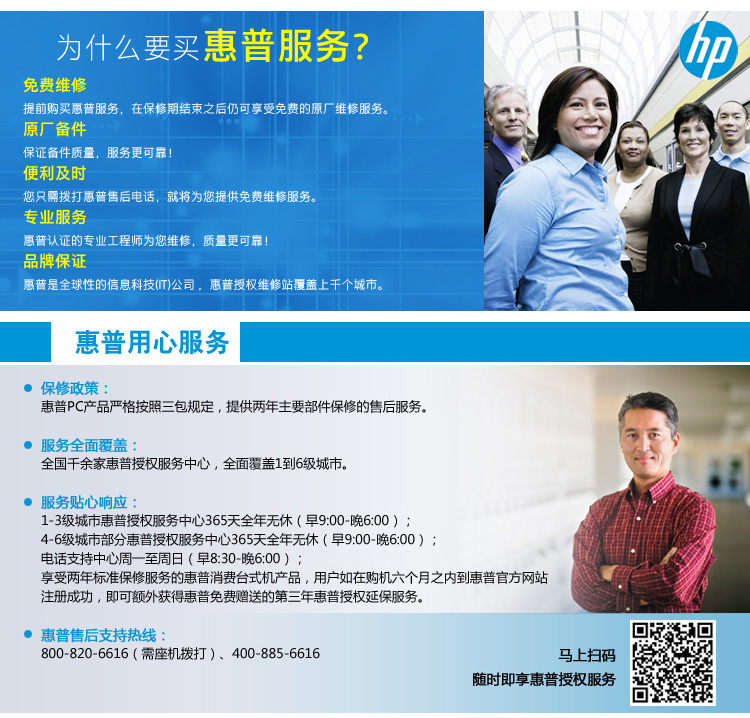 为什么要买惠普服务?
hp
免费维修
提前购买惠普服务，在保修期结束之后仍可享受免费的原厂维修服务。
原厂备件
保证备件质量，服务更可靠!
便利及时
您只需拨打惠普售后电话，就将为您提供免费维修服务。
专业服务
惠普认证的专业工程师为您维修，质量更可靠!
品牌保证
惠普是全球性的信息科技(IT)公司，惠普授权维修站覆盖上千个城市。
惠普用心服务
保修政策：
惠普PC产品严格按照三包规定，提供两年主要部件保修的售后服务。
服务全面覆盖：
全国千余家惠普授权服务中心，全面覆盖1到6级城市。
服务贴心响应：
1-3级城市惠普授权服务中心365天全年无休（早9:00-晚6:00）；
4-6级城市部分惠普授权服务中心365天全年无休（早9:00-晚6:00）；
电话支持中心周一至周日（早8:30-晚6:00）；
享受两年标准保修服务的惠普消费台式机产品，用户如在购机六个月之内到惠普官方网站
注册成功，即可额外获得惠普免费赠送的第三年惠普授权延保服务。
惠普售后支持热线：
800-820-6616（需座机拨打）、400-885-6616
马上扫码
随时即享惠普授权服务